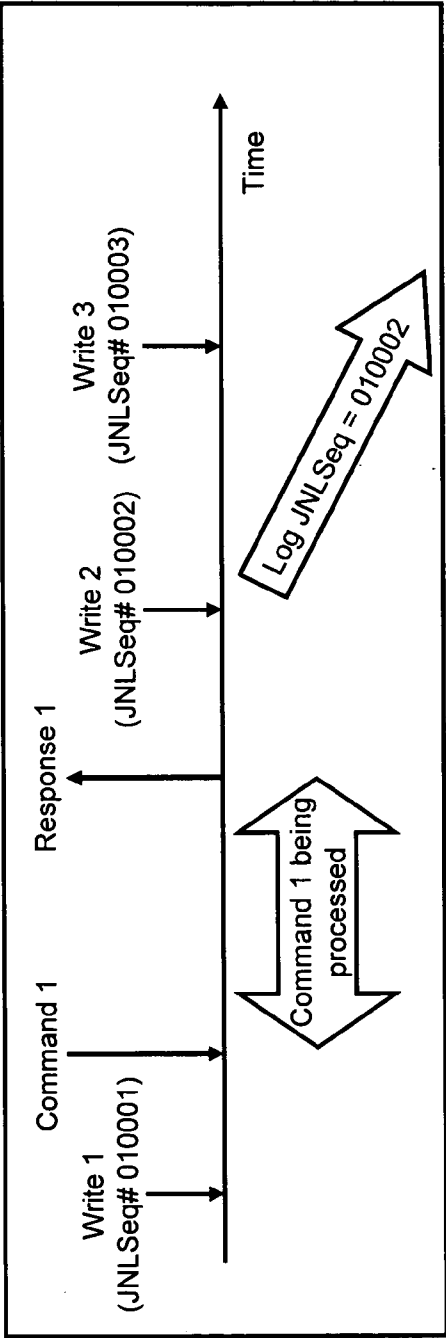 Write 1
(JNLSeq# 010001)
Command 1
Response 1
Write 2
(JNLSeq# 010002)
Write 3
(JNLSeq# 010003)
Time
Command 1 being
processed
Log JNLSeq = 010002